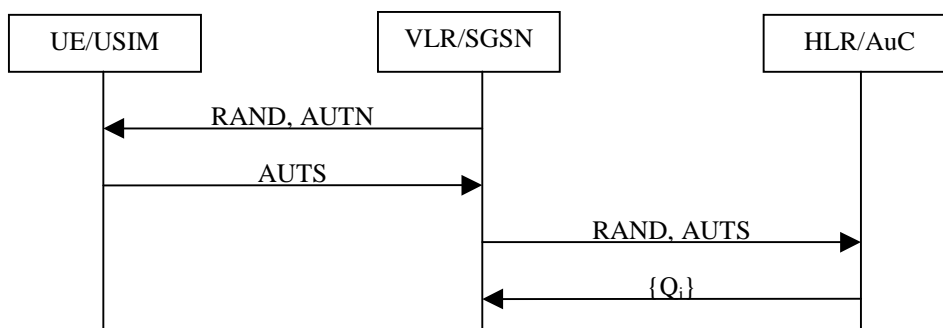 UE/USIM
VLR/SGSN
HLR/AuC
RAND, AUTN
AUTS
RAND, AUTS
{Qi}